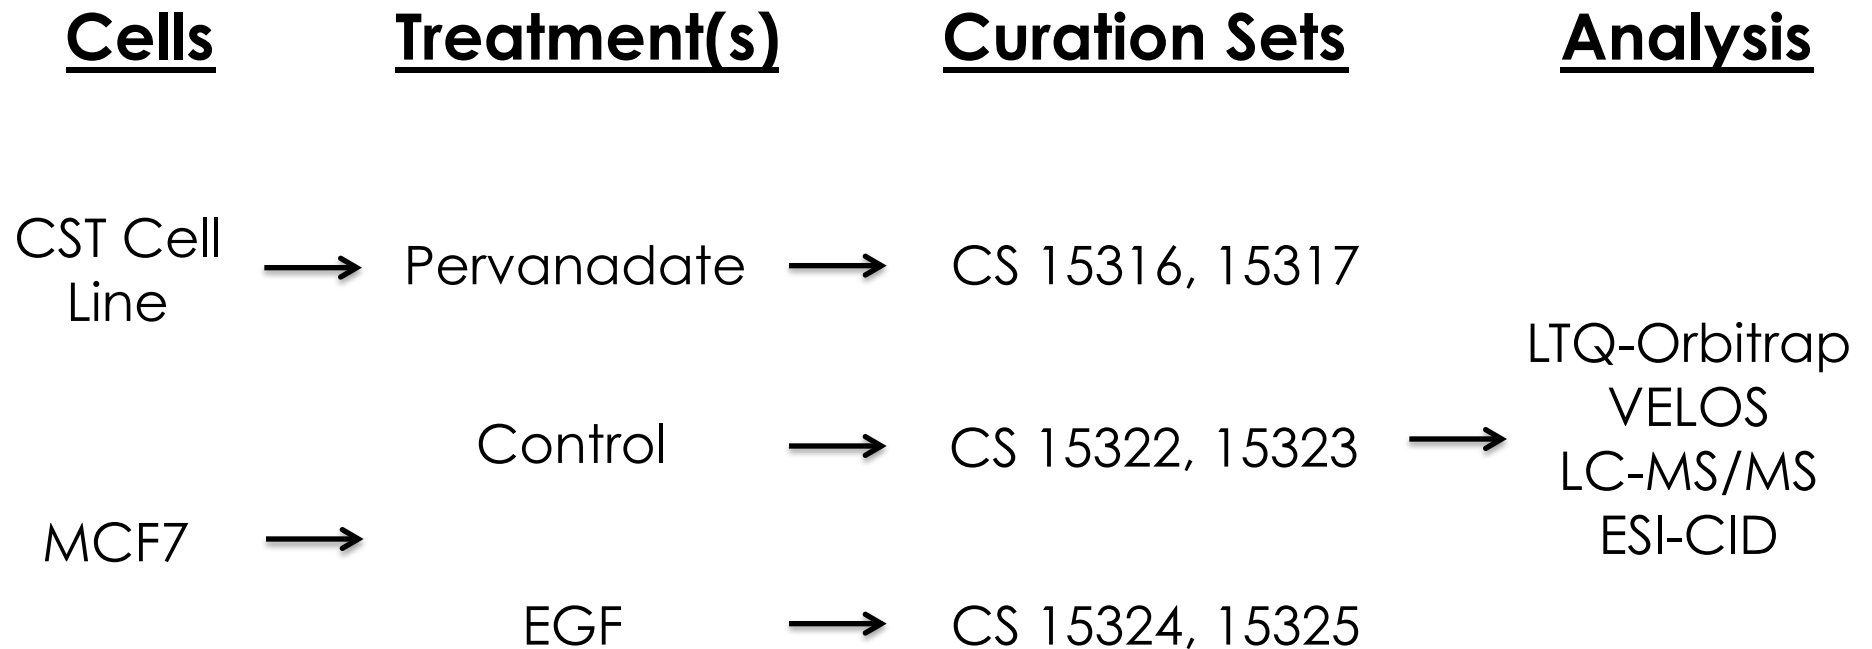 Cells Treatment(s) Curation Sets Analysis
CST Cell
Line
Pervanadate
CS 15316, 15317
Control
CS 15322, 15323
MCF7
EGF
CS 15324, 15325
LTQ-Orbitrap
VELOS
LC-MS/MS
ESI-CID